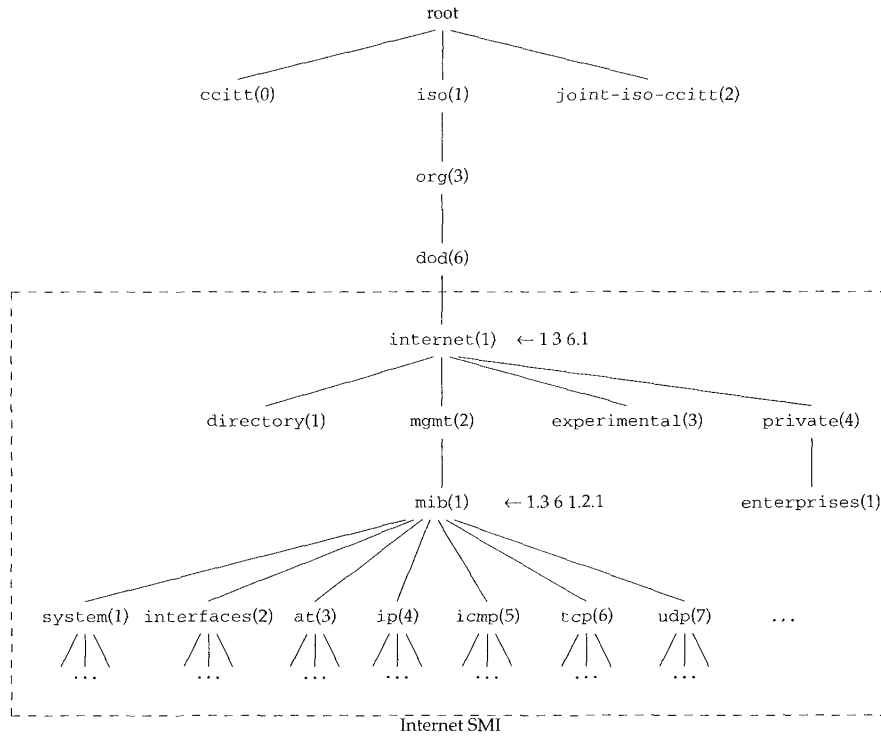 root
ccitt(0) iso(1) joint-iso-ccitt(2)
org(3)
dod(6)
internet(1) ← 1 3 6.1
directory(1) mgmt(2) experimental(3) private(4)
mib(1) ← 1.3 6 1.2.1 enterprises(1)
system(1) interfaces(2) at(3) ip(4) icmp(5) tcp(6) udp(7) ...
... ... ... ... ... ... ...
Internet SMI